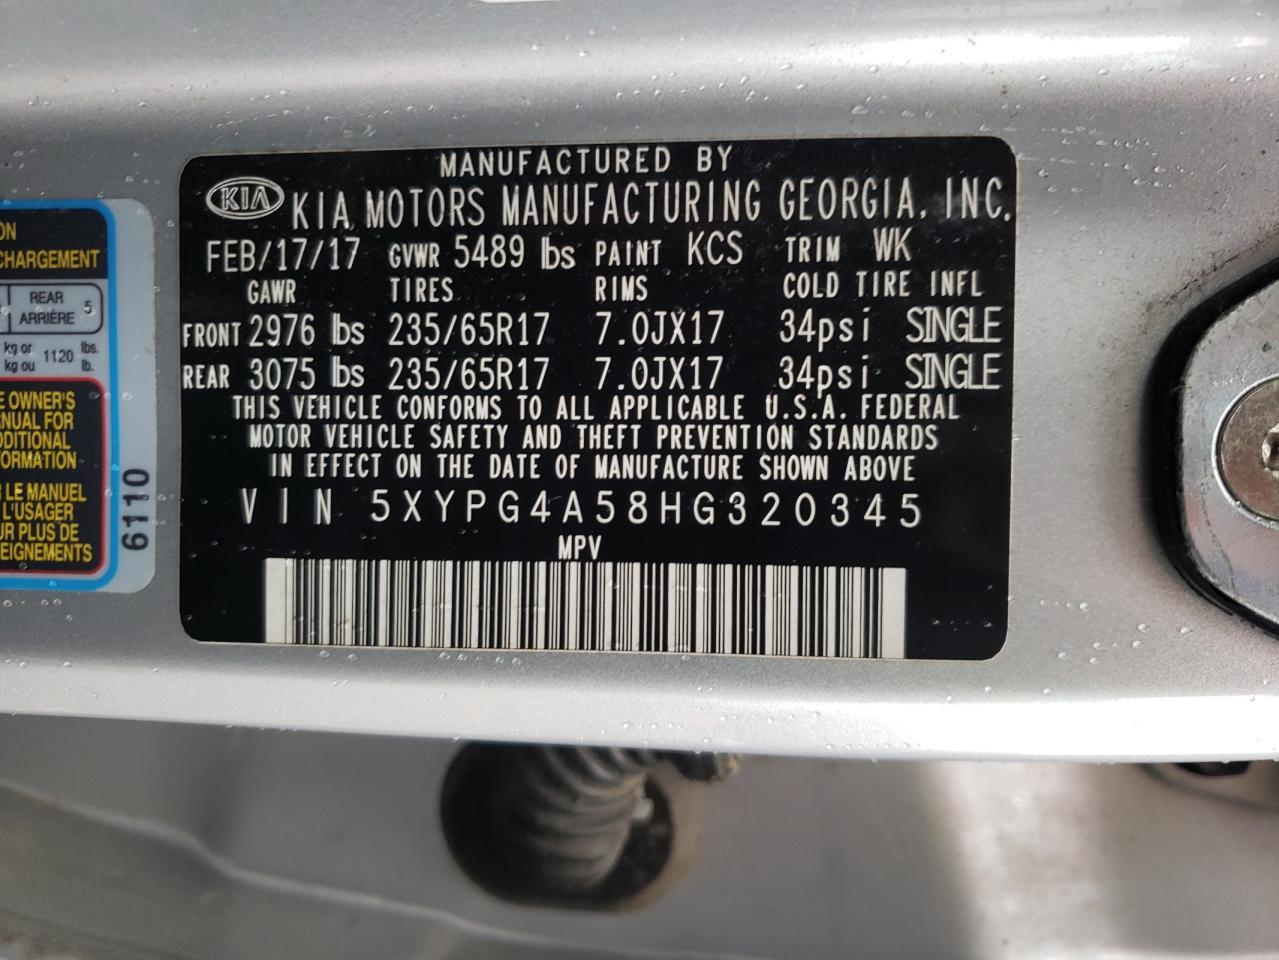 ON
CHARGEMENT
REAR
ARRIÈRE 5
kg or
kg ou 1120 lbs.
lb.
E OWNER'S
ANUAL FOR
DDITIONAL
FORMATION
R LE MANUEL
L'USAGER
UR PLUS DE
SEIGNEMENTS
6110
MANUFACTURED BY
KIA KIA MOTORS MANUFACTURING GEORGIA, INC.
FEB/17/17 GVWR 5489 lbs PAINT KCS TRIM WK
GAWR TIRES RIMS COLD TIRE INFL
FRONT 2976 lbs 235/65R17 7.0JX17 34psi SINGLE
REAR 3075 lbs 235/65R17 7.0JX17 34psi SINGLE
THIS VEHICLE CONFORMS TO ALL APPLICABLE U.S.A. FEDERAL
MOTOR VEHICLE SAFETY AND THEFT PREVENTION STANDARDS
IN EFFECT ON THE DATE OF MANUFACTURE SHOWN ABOVE
VIN 5XYPG4A58HG320345
MPV